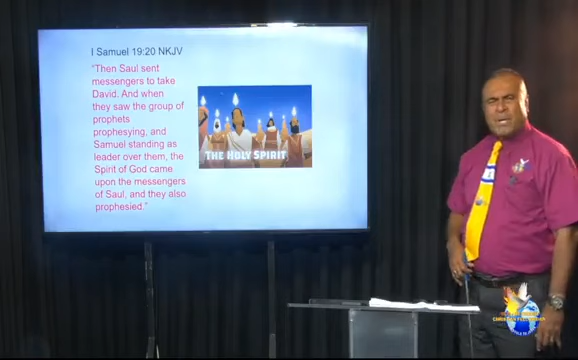 I Samuel 19:20 NKJV
"Then Saul sent
messengers to take
David. And when
they saw the group of
prophets
prophesying, and
Samuel standing as
leader over them, the
Spirit of God came
upon the messengers
of Saul, and they also
prophesied."
THE HOLY SPIRIT
CHRISTIAN FELLOWSHIP